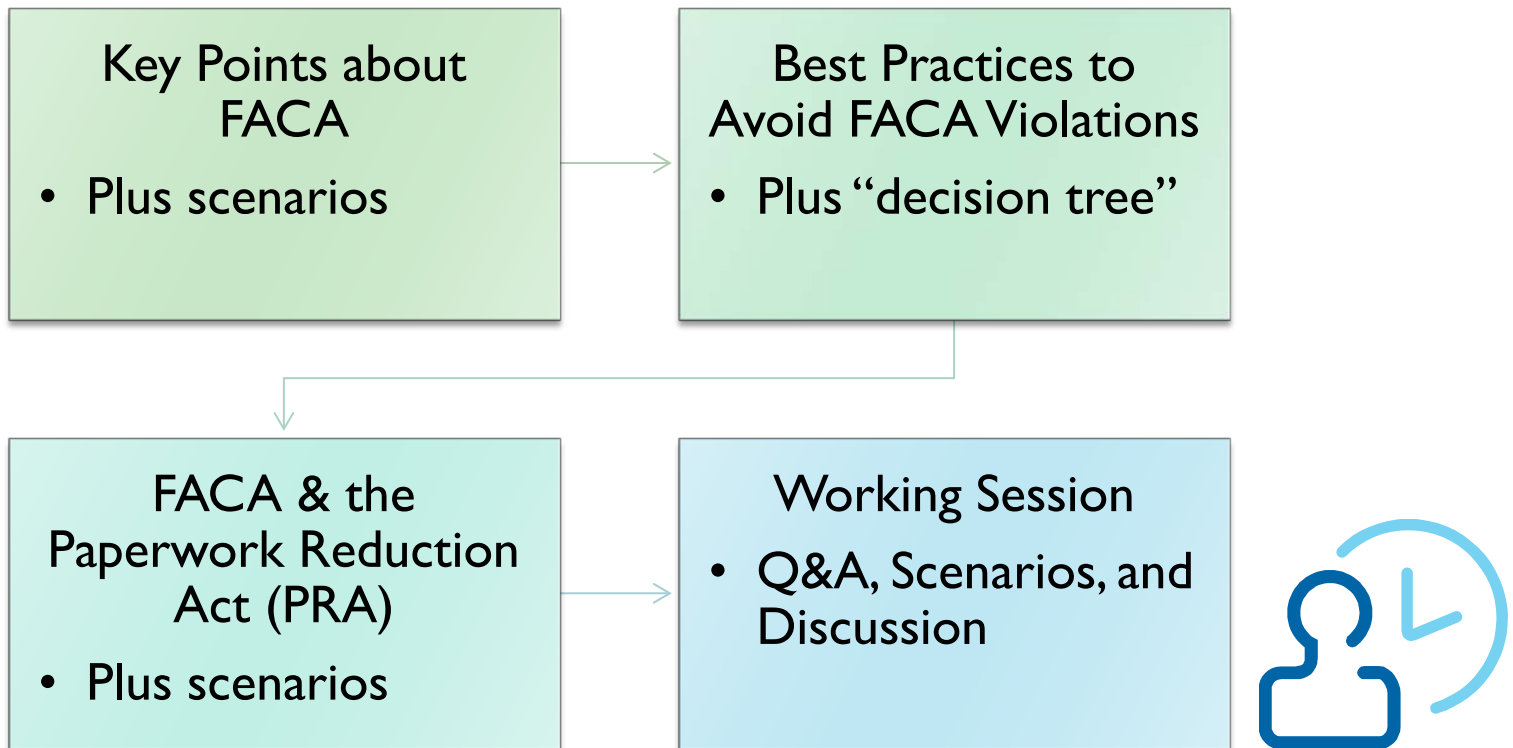 Key Points about
FACA
• Plus scenarios
Best Practices to
Avoid FACA Violations
• Plus “decision tree”
FACA & the
Paperwork Reduction
Act (PRA)
• Plus scenarios
Working Session
• Q&A, Scenarios, and
Discussion